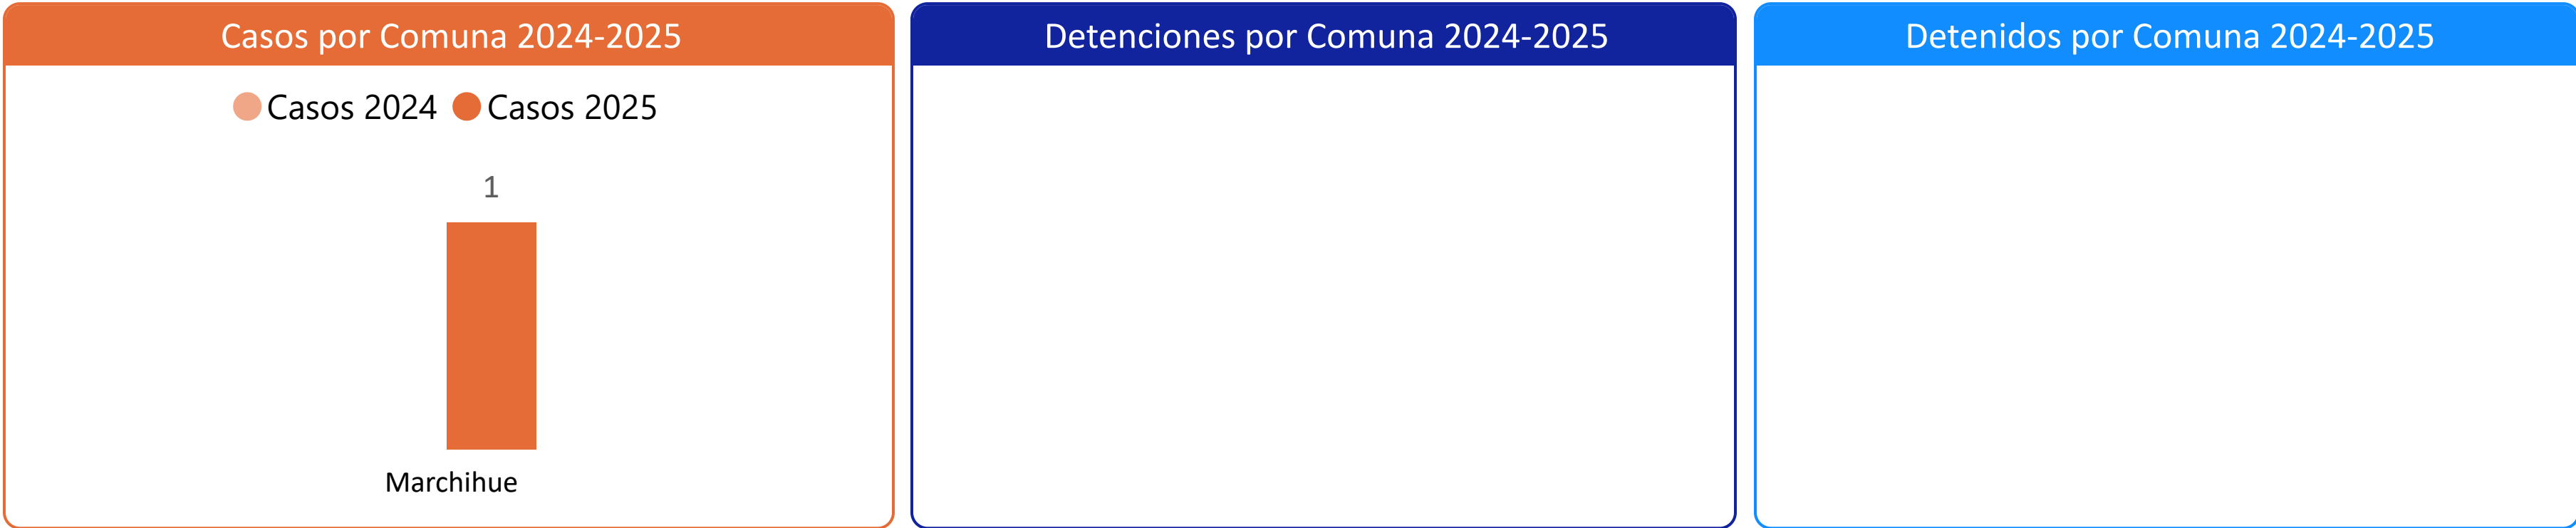 Casos por Comuna 2024-2025
Casos 2024 Casos 2025
1
Marchihue
Detenciones por Comuna 2024-2025
Detenidos por Comuna 2024-2025